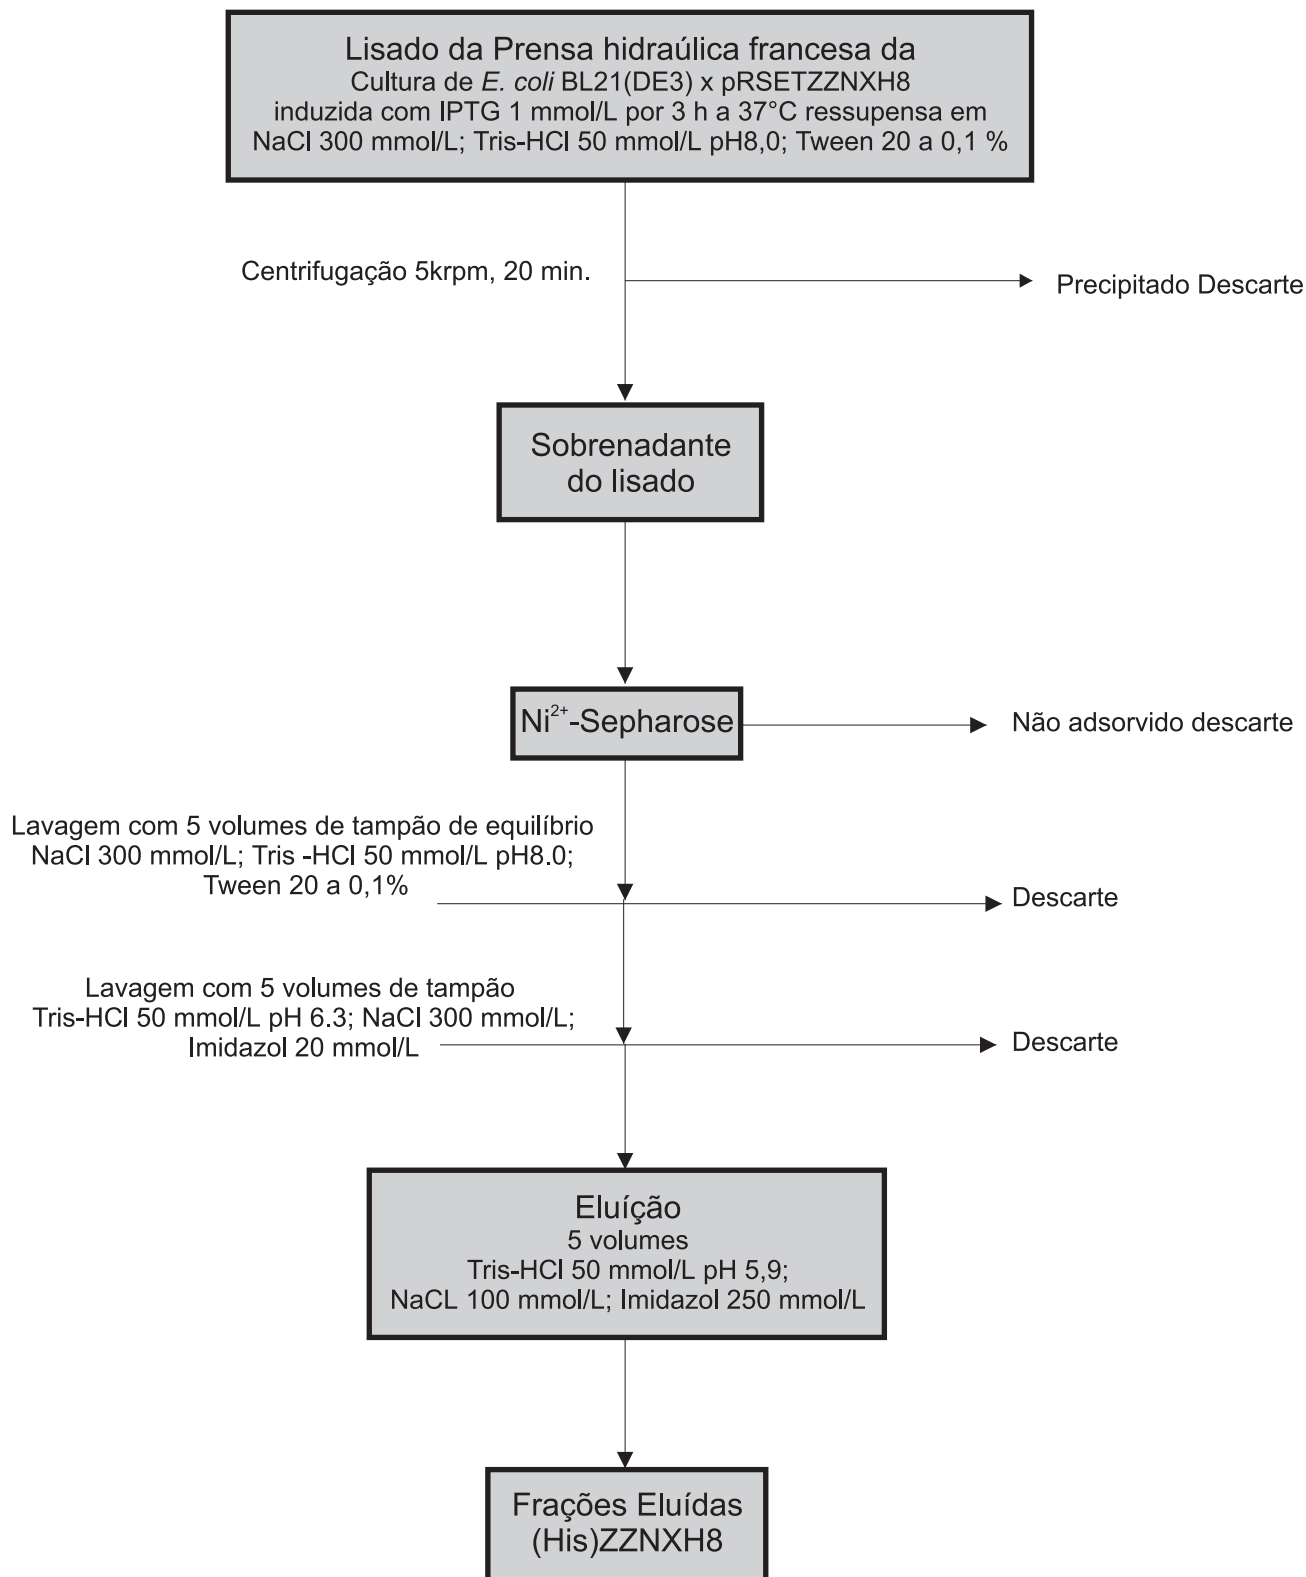 Lisado da Prensa hidraúlica francesa da
Cultura de E. coli BL21(DE3) x pRSETZZNXH8
induzida com IPTG 1 mmol/L por 3 h a 37°C ressupensa em
NaCl 300 mmol/L; Tris-HCl 50 mmol/L pH8,0; Tween 20 a 0,1 %
Centrifugação 5krpm, 20 min.
Precipitado Descarte
Sobrenadante
do lisado
Ni²⁺-Sepharose
Não adsorvido descarte
Lavagem com 5 volumes de tampão de equilíbrio
NaCl 300 mmol/L; Tris -HCl 50 mmol/L pH8.0;
Tween 20 a 0,1%
Descarte
Lavagem com 5 volumes de tampão
Tris-HCl 50 mmol/L pH 6.3; NaCl 300 mmol/L;
Imidazol 20 mmol/L
Descarte
Eluíção
5 volumes
Tris-HCl 50 mmol/L pH 5,9;
NaCL 100 mmol/L; Imidazol 250 mmol/L
Frações Eluídas
(His)ZZNXH8